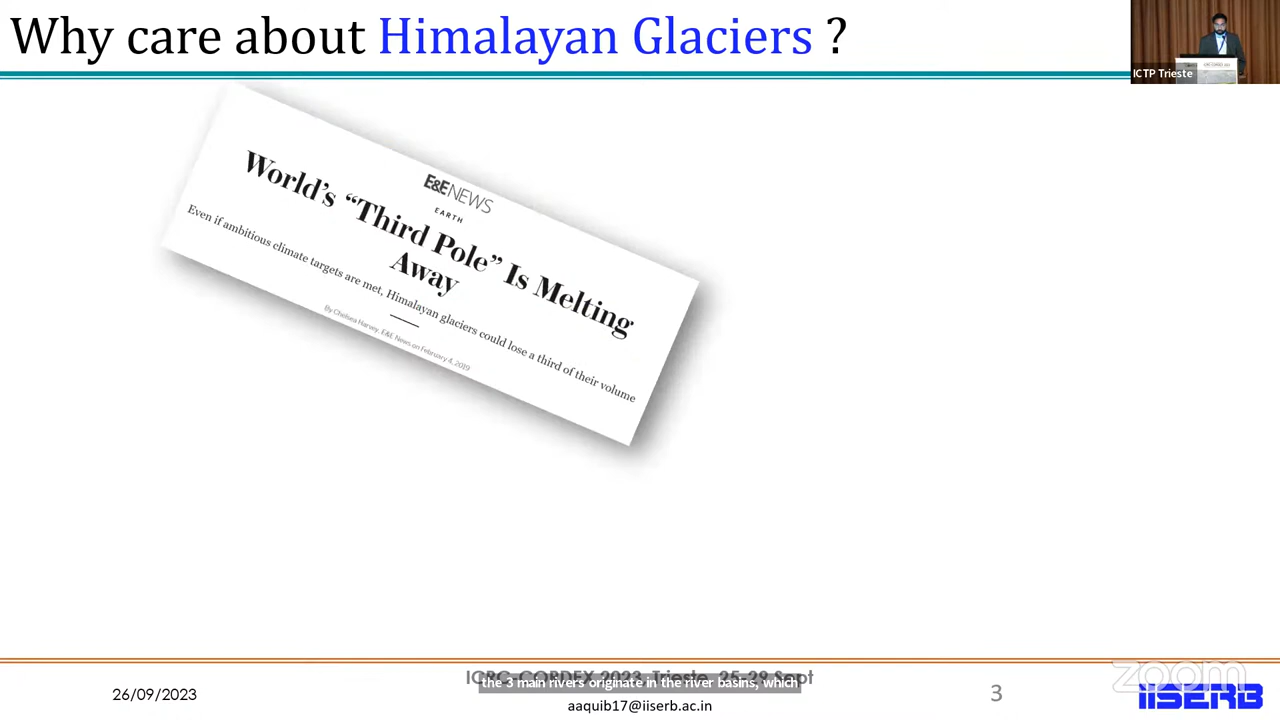 Why care about Himalayan Glaciers ?
ICTP Trieste
E&E NEWS
EARTH
World's “Third Pole” Is Melting
Away
Even if ambitious climate targets are met, Himalayan glaciers could lose a third of their volume
By Chelsea Harvey, E&E News on February 4, 2019
ICRC-CORDEX 2023, Trieste, 25-29 Sept
the 3 main rivers originate in the river basins, which
26/09/2023
aaquib17@iiserb.ac.in
3
zoom
IISERB